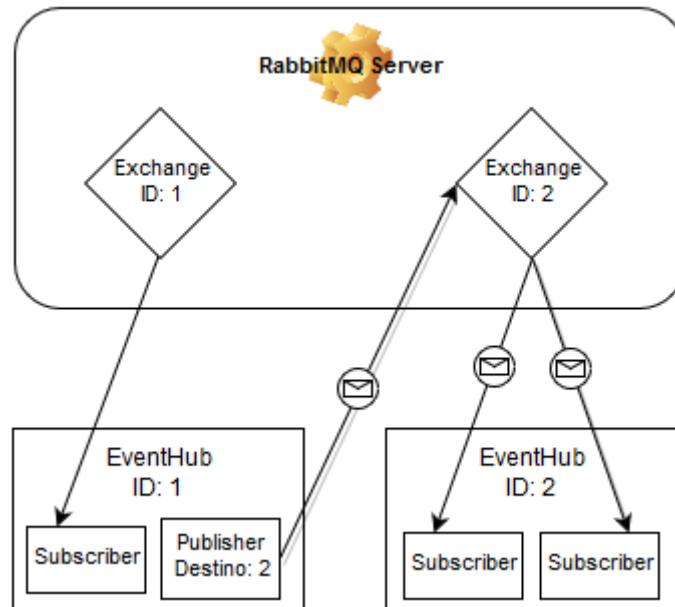 RabbitMQ Server
Exchange
ID: 1
Exchange
ID: 2
EventHub
ID: 1
Subscriber
Publisher
Destino: 2
EventHub
ID: 2
Subscriber
Subscriber